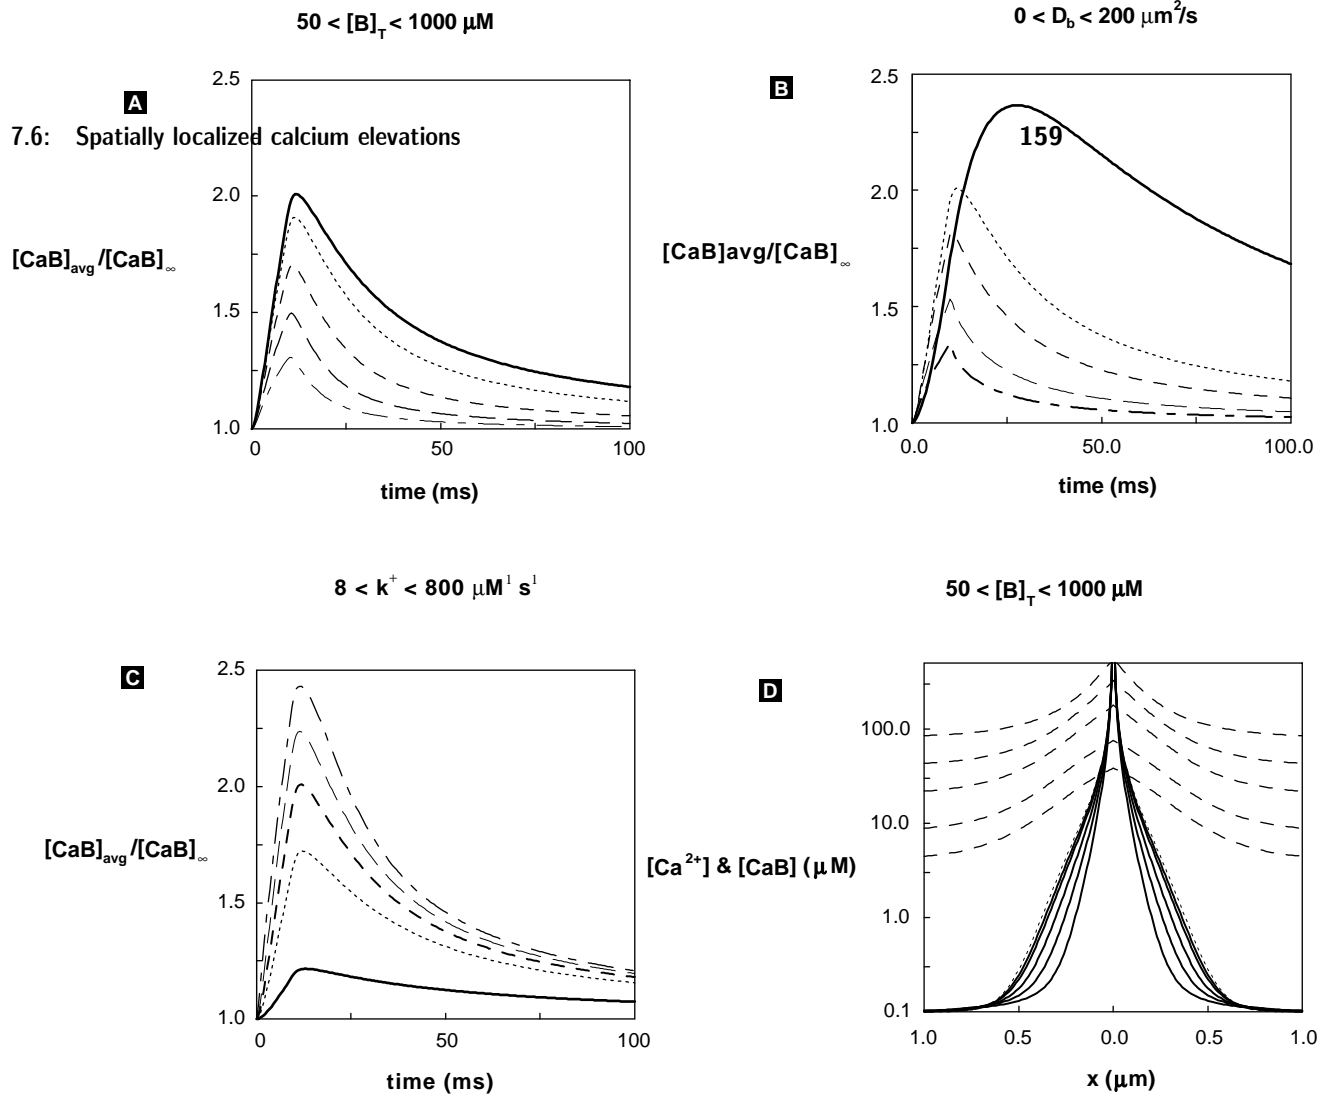 50 < [B]T < 1000 μM
0 < Db < 200 μm2/s
A
B
7.6: Spatially localized calcium elevations
159
2.5
2.0
1.5
1.0
[CaB]avg/[CaB]∞
0
50
100
time (ms)
2.5
2.0
1.5
1.0
[CaB]avg/[CaB]∞
0.0
50.0
100.0
time (ms)
8 < k+ < 800 μM1 s1
50 < [B]T < 1000 μM
C
D
2.5
2.0
1.5
1.0
[CaB]avg/[CaB]∞
0
50
100
time (ms)
100.0
10.0
1.0
0.1
[Ca2+] & [CaB] (μM)
1.0
0.5
0.0
0.5
1.0
x (μm)